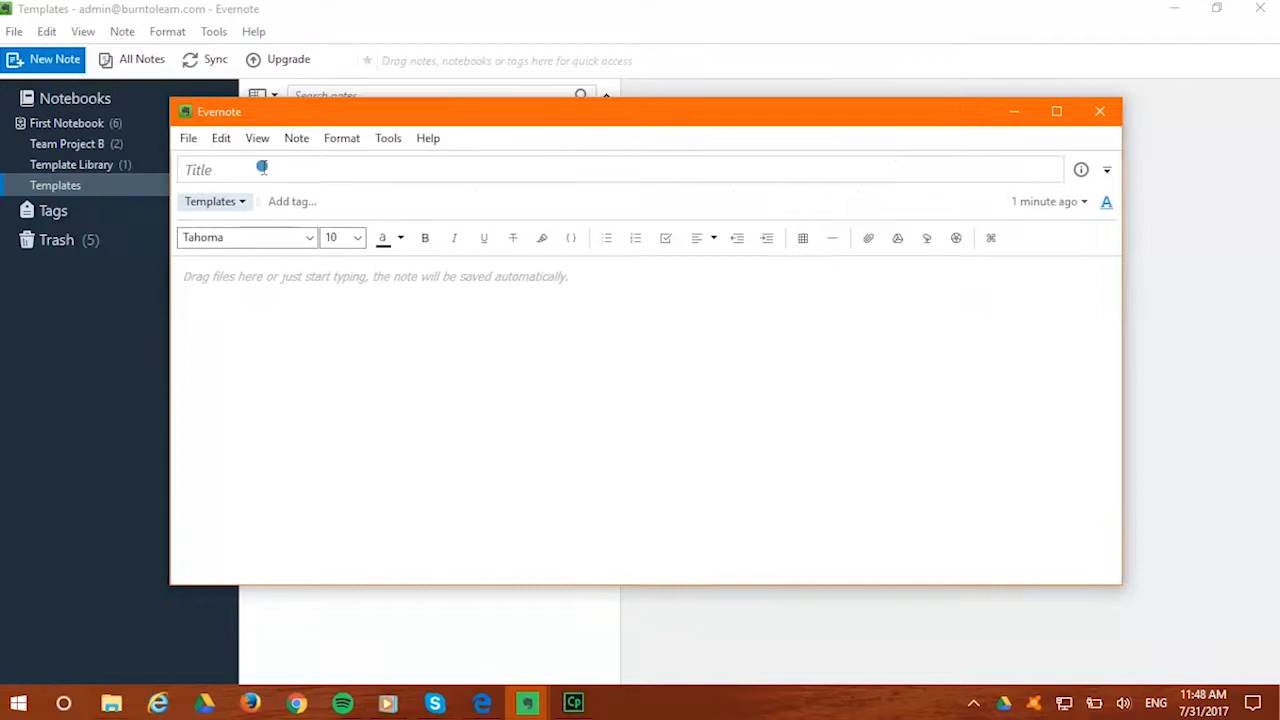 Templates - admin@burntolearn.com - Evernote
File Edit View Note Format Tools Help
New Note All Notes Sync Upgrade Drag notes, notebooks or tags here for quick access
Notebooks
First Notebook (6)
Team Project B (2)
Template Library (1)
Templates
Tags
Trash (5)
Search notes
Evernote
File Edit View Note Format Tools Help
Title
Templates Add tag... 1 minute ago A
Tahoma 10 a B I U T { }
Drag files here or just start typing, the note will be saved automatically.
Cp ENG 11:48 AM
7/31/2017